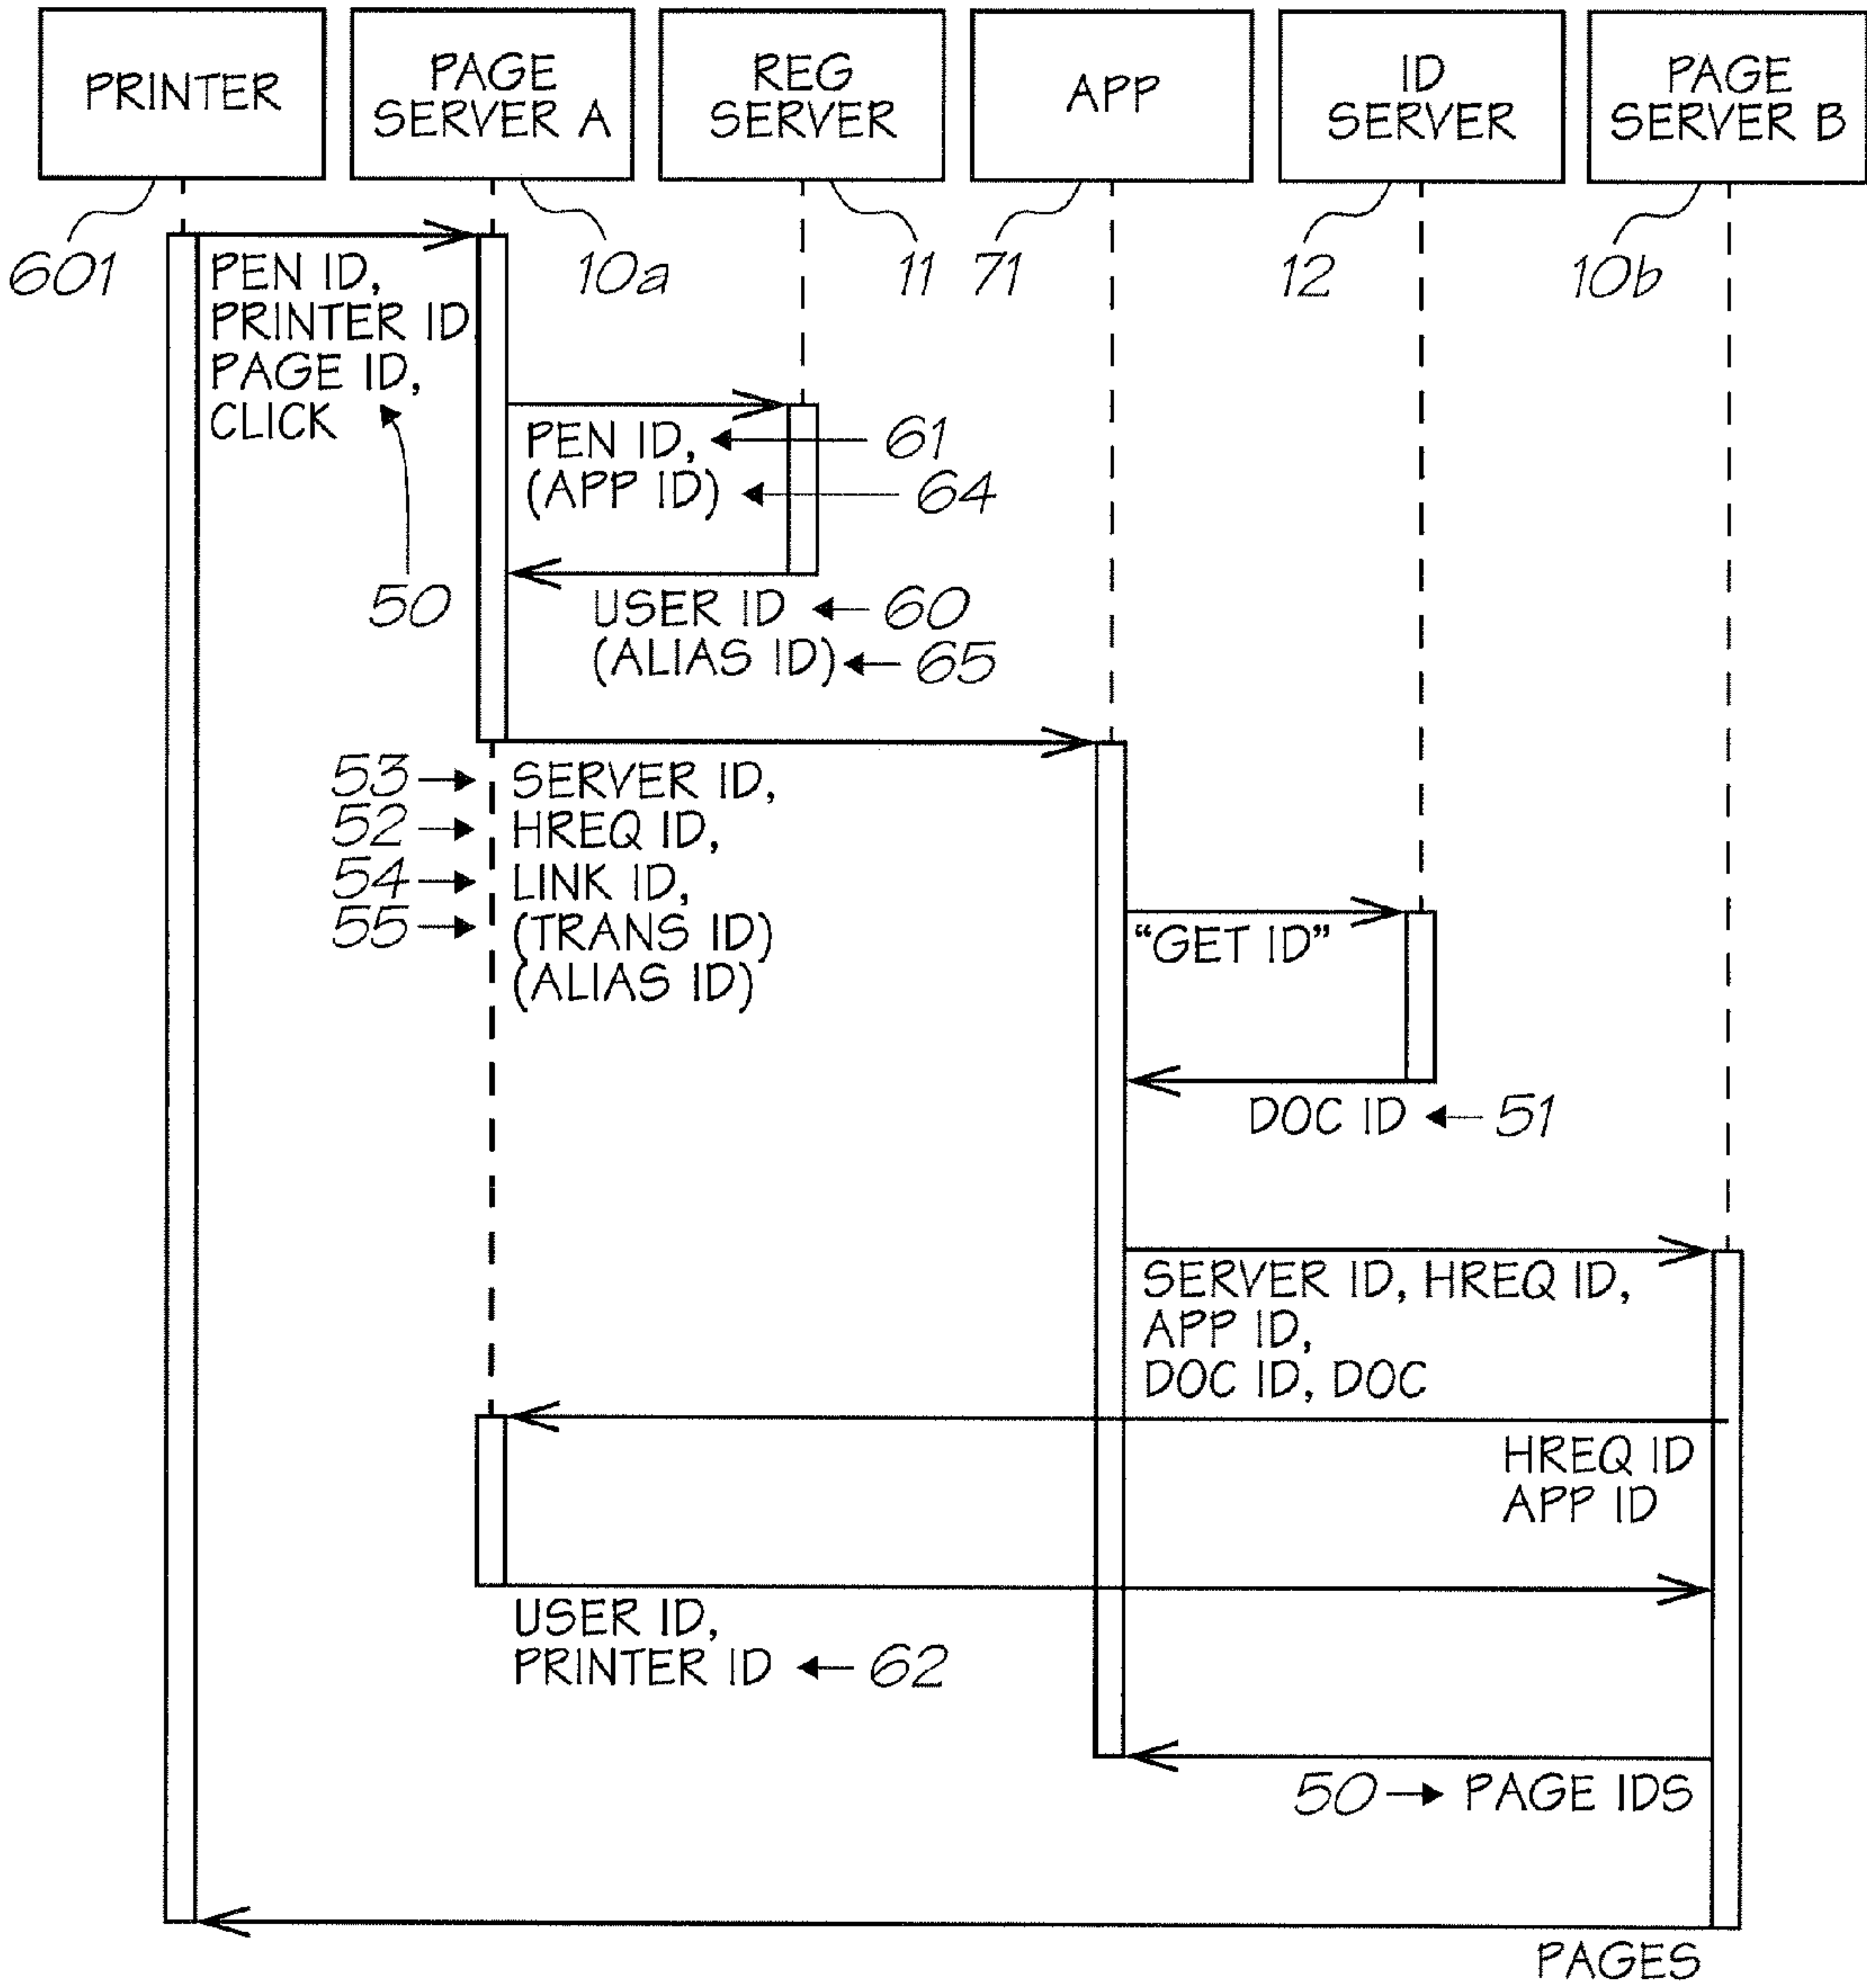 PRINTER
PAGE
SERVER A
REG
SERVER
APP
ID
SERVER
PAGE
SERVER B
601
10a
11
71
12
10b
PEN ID,
PRINTER ID
PAGE ID,
CLICK
50
PEN ID,
61
(APP ID)
64
USER ID
60
(ALIAS ID)
65
53
SERVER ID,
52
HREQ ID,
54
LINK ID,
55
(TRANS ID)
(ALIAS ID)
“GET ID”
DOC ID
51
SERVER ID, HREQ ID,
APP ID,
DOC ID, DOC
HREQ ID
APP ID
USER ID,
PRINTER ID
62
50
PAGE IDS
PAGES